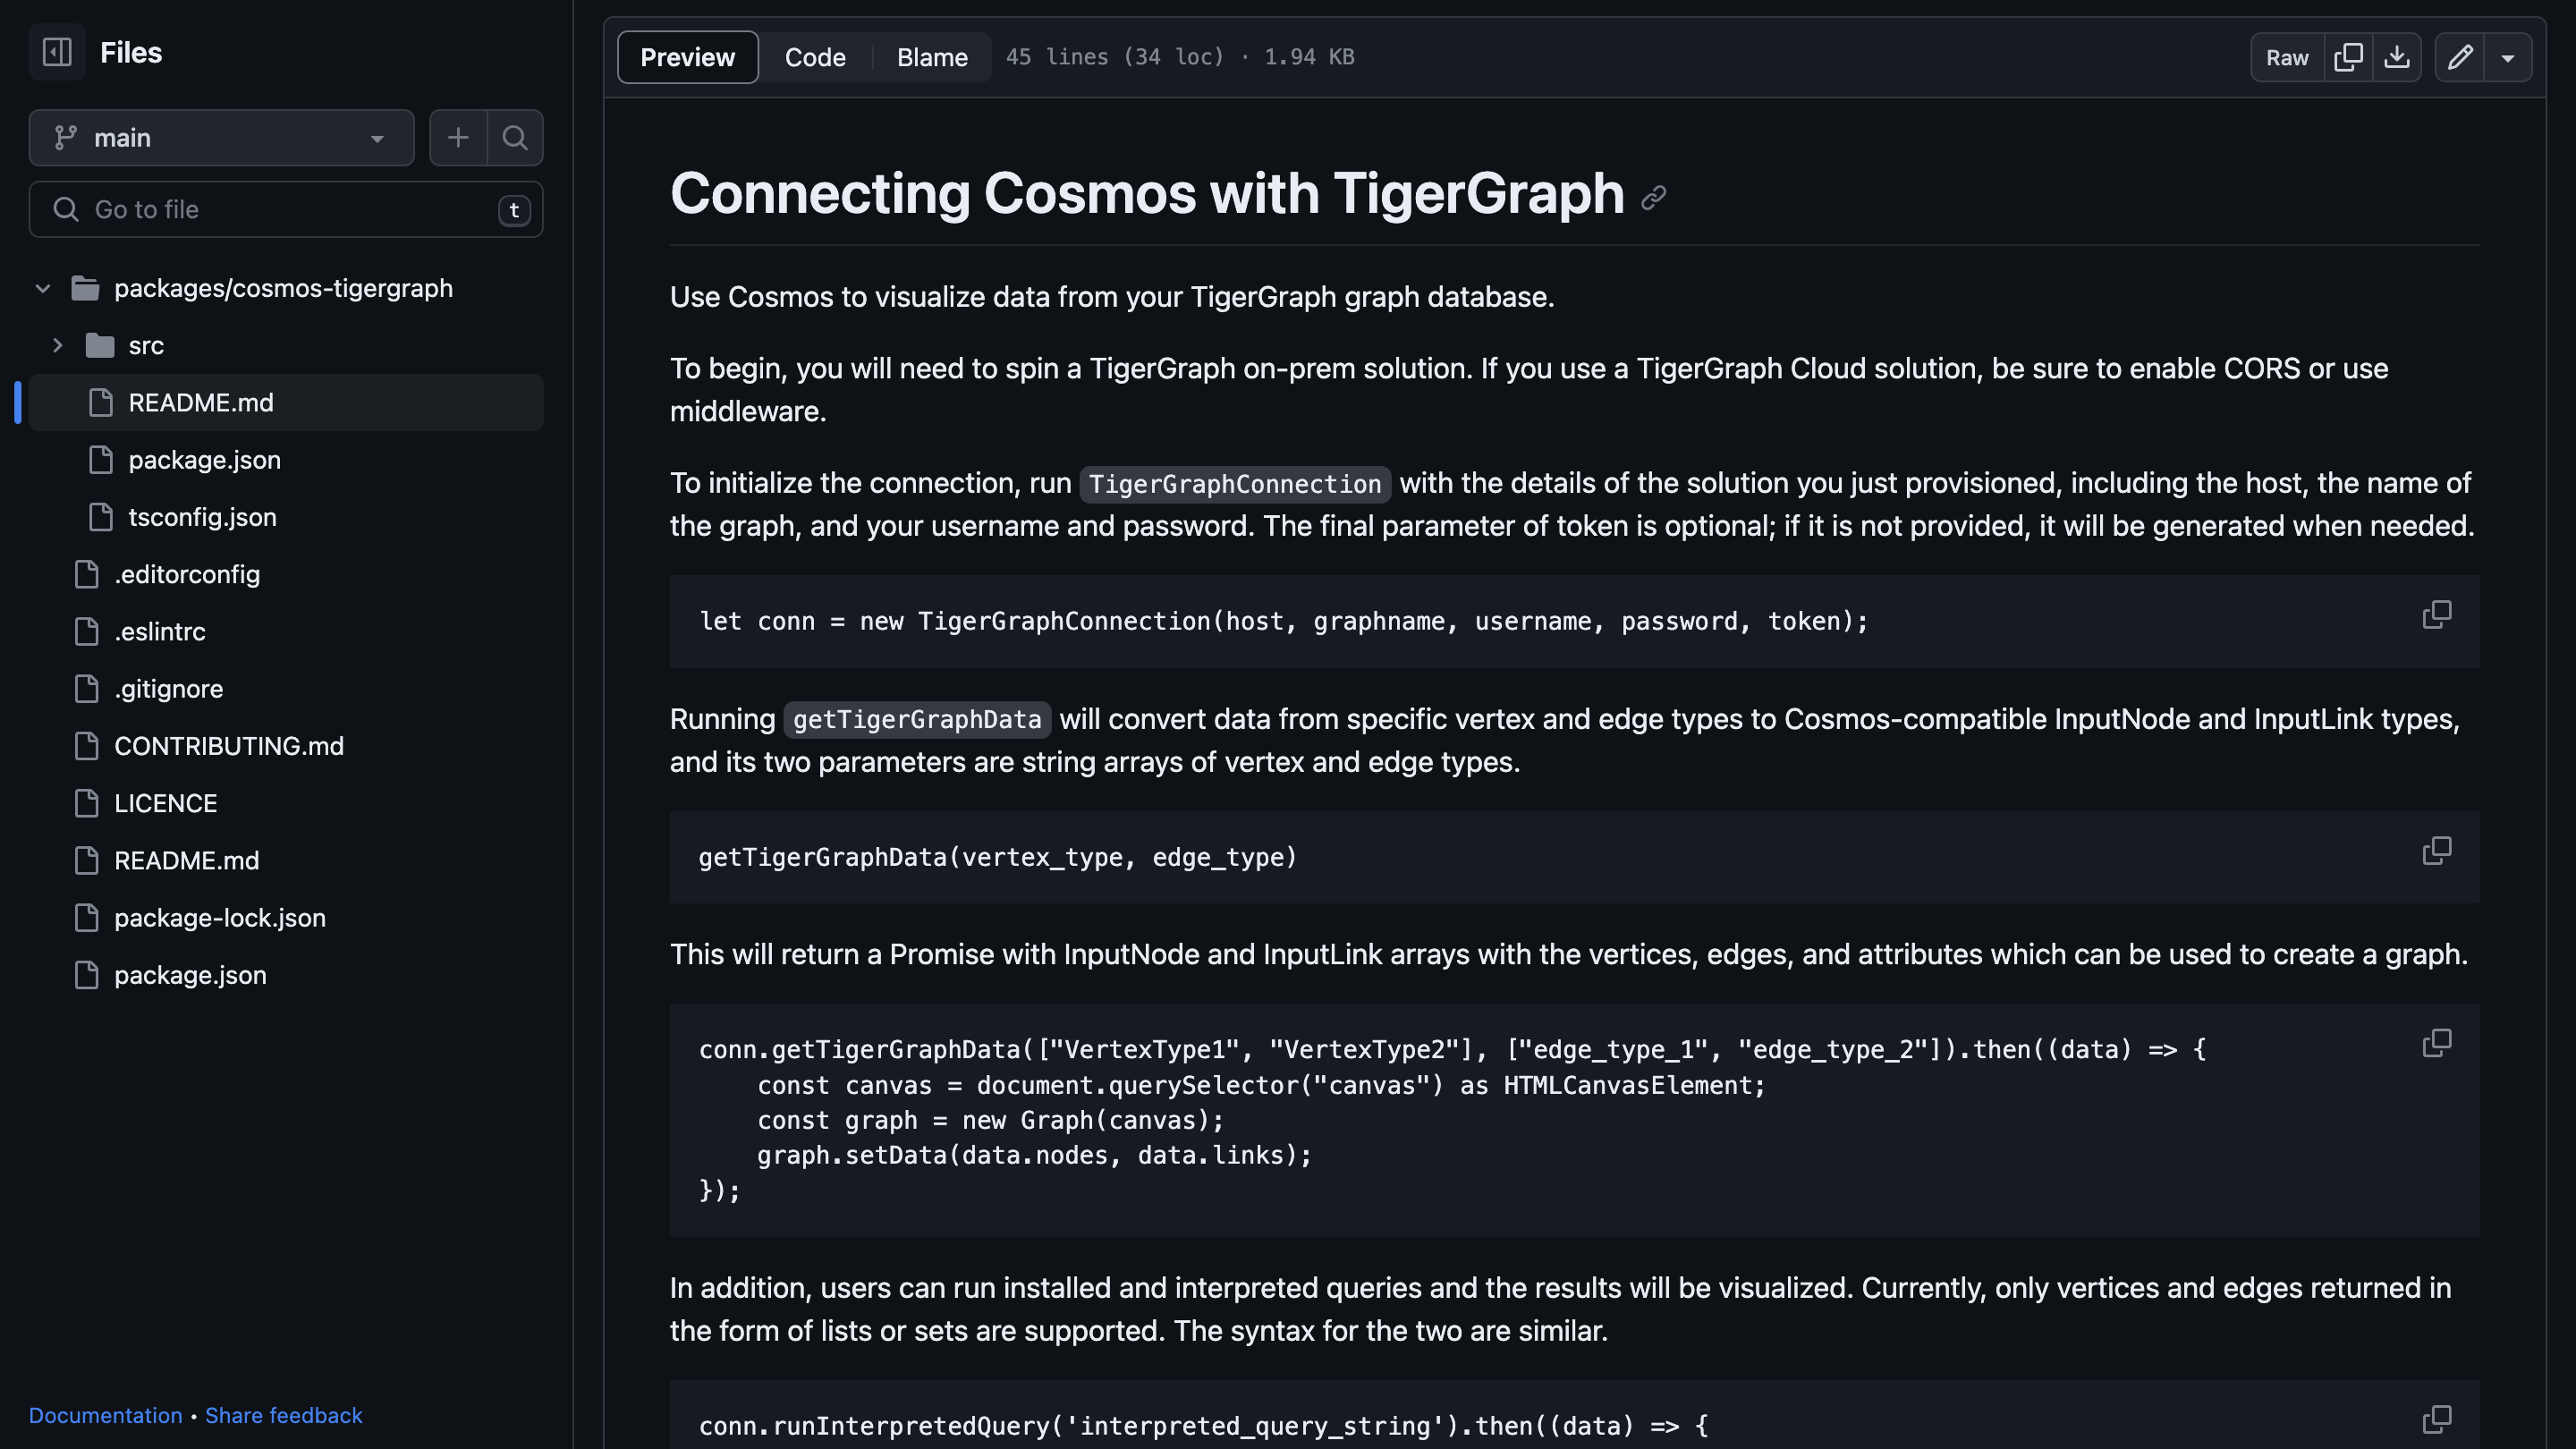 Files
main
Go to file
t
packages/cosmos-tigergraph
src
README.md
package.json
tsconfig.json
.editorconfig
.eslintrc
.gitignore
CONTRIBUTING.md
LICENCE
README.md
package-lock.json
package.json
Documentation • Share feedback
Preview Code Blame 45 lines (34 loc) · 1.94 KB
Raw
Connecting Cosmos with TigerGraph
Use Cosmos to visualize data from your TigerGraph graph database.
To begin, you will need to spin a TigerGraph on-prem solution. If you use a TigerGraph Cloud solution, be sure to enable CORS or use
middleware.
To initialize the connection, run TigerGraphConnection with the details of the solution you just provisioned, including the host, the name of
the graph, and your username and password. The final parameter of token is optional; if it is not provided, it will be generated when needed.
let conn = new TigerGraphConnection(host, graphname, username, password, token);
Running getTigerGraphData will convert data from specific vertex and edge types to Cosmos-compatible InputNode and InputLink types,
and its two parameters are string arrays of vertex and edge types.
getTigerGraphData(vertex_type, edge_type)
This will return a Promise with InputNode and InputLink arrays with the vertices, edges, and attributes which can be used to create a graph.
conn.getTigerGraphData(["VertexType1", "VertexType2"], ["edge_type_1", "edge_type_2"]).then((data) => {
    const canvas = document.querySelector("canvas") as HTMLCanvasElement;
    const graph = new Graph(canvas);
    graph.setData(data.nodes, data.links);
});
In addition, users can run installed and interpreted queries and the results will be visualized. Currently, only vertices and edges returned in
the form of lists or sets are supported. The syntax for the two are similar.
conn.runInterpretedQuery('interpreted_query_string').then((data) => {